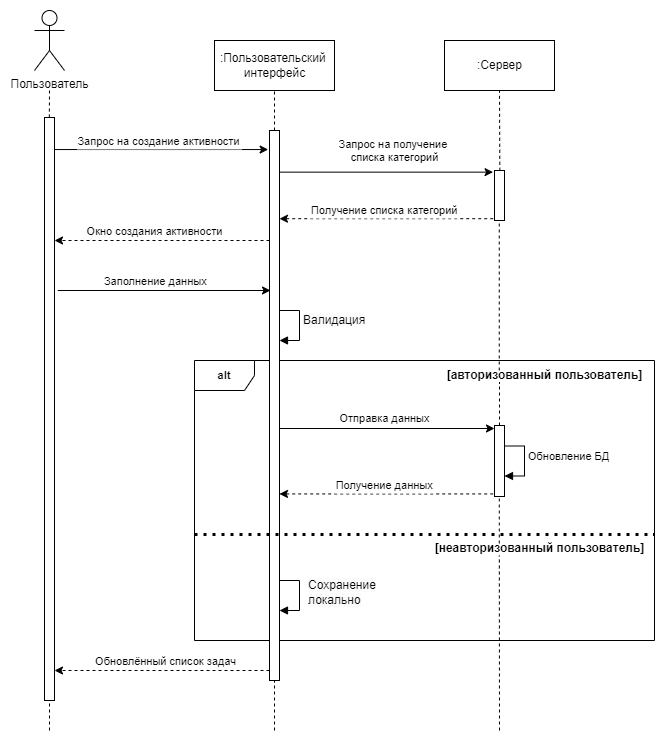 :Пользовательский
интерфейс
:Сервер
Пользователь
Запрос на создание активности
Запрос на получение
списка категорий
Получение списка категорий
Окно создания активности
Заполнение данных
Валидация
alt
[авторизованный пользователь]
Отправка данных
Обновление БД
Получение данных
[неавторизованный пользователь]
Сохранение
локально
Обновлённый список задач